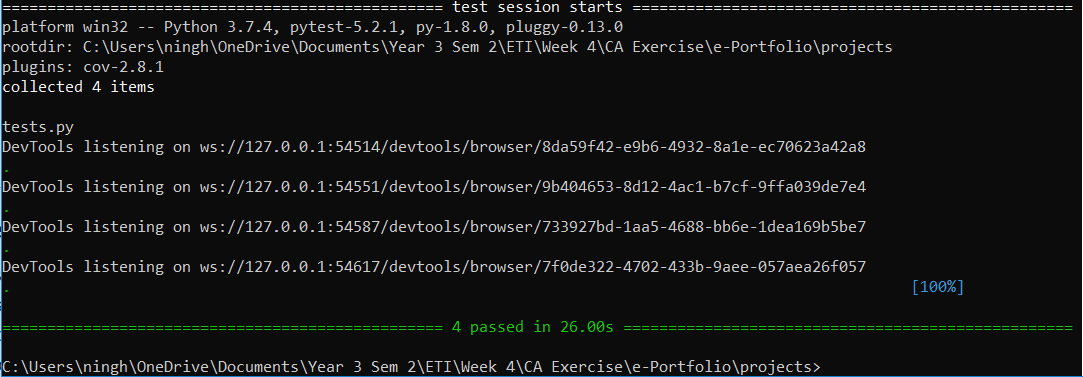 ============================================ test session starts ============================================
platform win32 -- Python 3.7.4, pytest-5.2.1, py-1.8.0, pluggy-0.13.0
rootdir: C:\Users\ningh\OneDrive\Documents\Year 3 Sem 2\ETI\Week 4\CA Exercise\e-Portfolio\projects
plugins: cov-2.8.1
collected 4 items
tests.py
DevTools listening on ws://127.0.0.1:54514/devtools/browser/8da59f42-e9b6-4932-8a1e-ec70623a42a8
.
DevTools listening on ws://127.0.0.1:54551/devtools/browser/9b404653-8d12-4ac1-b7cf-9ffa039de7e4
.
DevTools listening on ws://127.0.0.1:54587/devtools/browser/733927bd-1aa5-4688-bb6e-1dea169b5be7
.
DevTools listening on ws://127.0.0.1:54617/devtools/browser/7f0de322-4702-433b-9aee-057aea26f057
. [100%]
============================================ 4 passed in 26.00s =============================================
C:\Users\ningh\OneDrive\Documents\Year 3 Sem 2\ETI\Week 4\CA Exercise\e-Portfolio\projects>